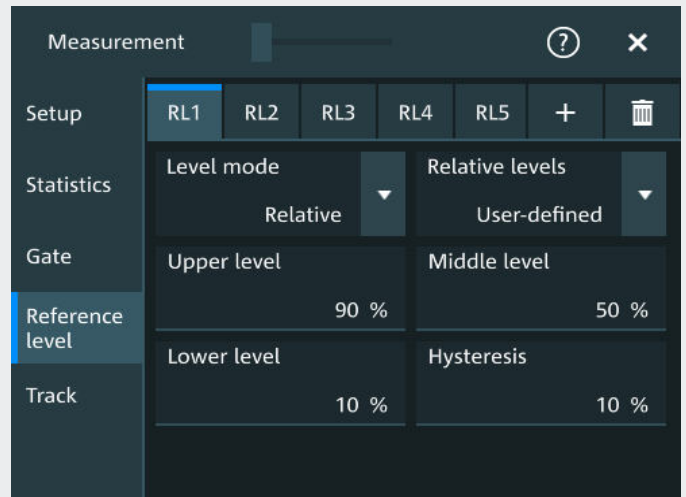 Measurement
?
Setup
RL1 RL2 RL3 RL4 RL5 +
Statistics
Level mode
Relative
Relative levels
User-defined
Gate
Upper level
90 %
Middle level
50 %
Reference
level
Lower level
10 %
Hysteresis
10 %
Track